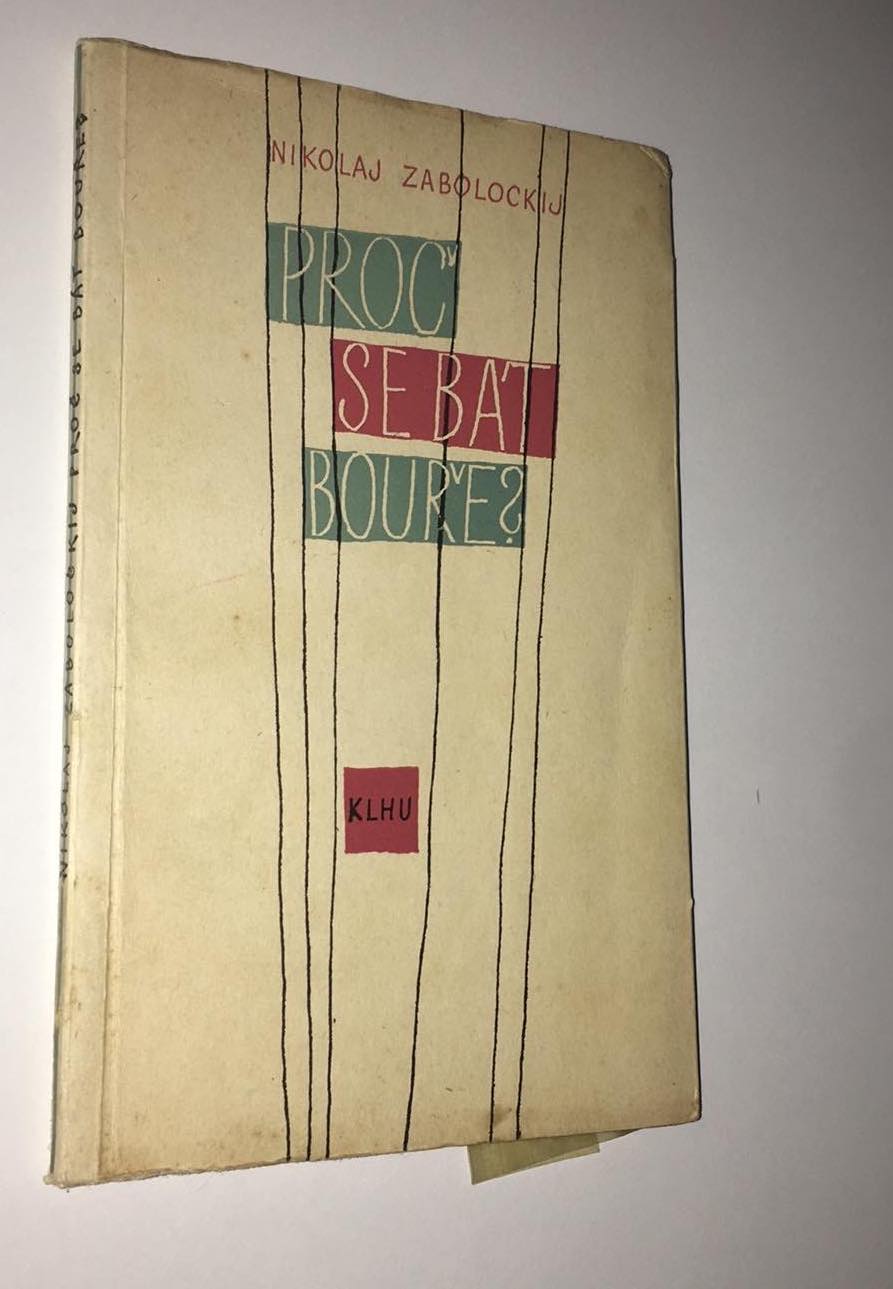 NIKOLAJ ZABOLOCKIJ
PROČ
SE BÁT
BOUŘE?
KLHU
NIKOLAJ ZABOLOCKIJ PROČ SE BÁT BOUŘE?